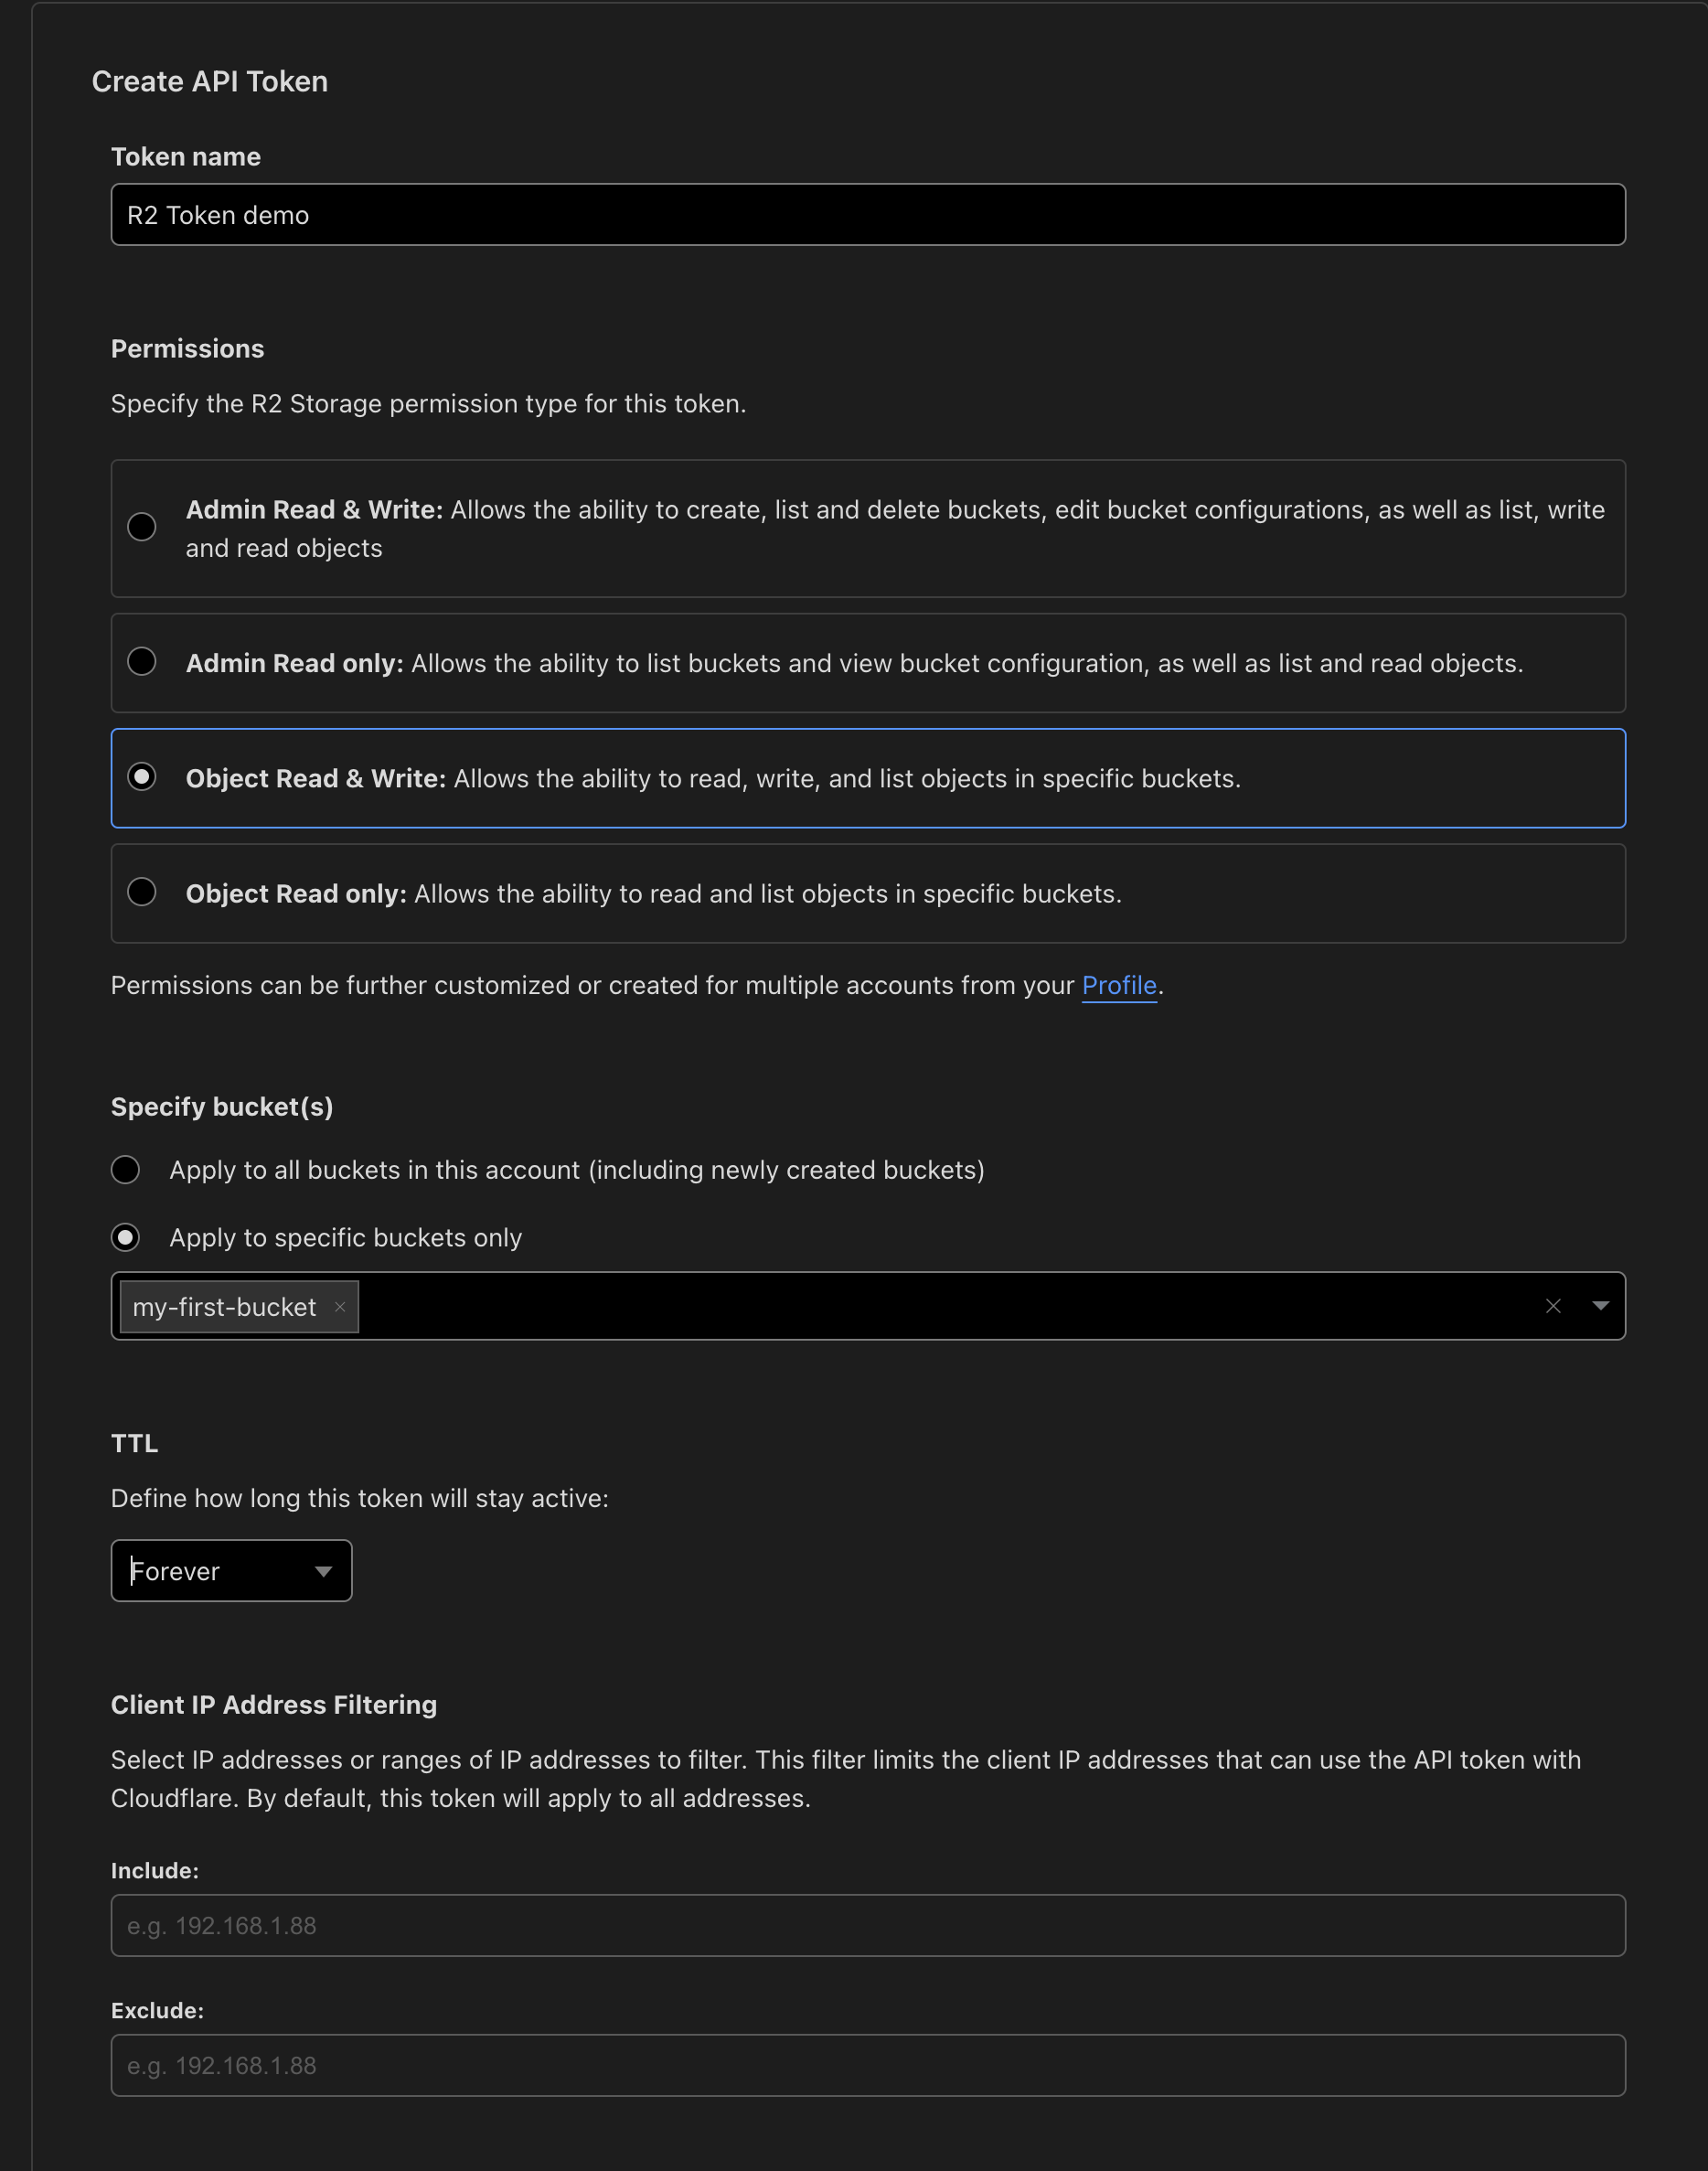 Create API Token
Token name
R2 Token demo
Permissions
Specify the R2 Storage permission type for this token.
Admin Read & Write: Allows the ability to create, list and delete buckets, edit bucket configurations, as well as list, write
and read objects
Admin Read only: Allows the ability to list buckets and view bucket configuration, as well as list and read objects.
Object Read & Write: Allows the ability to read, write, and list objects in specific buckets.
Object Read only: Allows the ability to read and list objects in specific buckets.
Permissions can be further customized or created for multiple accounts from your Profile.
Specify bucket(s)
Apply to all buckets in this account (including newly created buckets)
Apply to specific buckets only
my-first-bucket
TTL
Define how long this token will stay active:
Forever
Client IP Address Filtering
Select IP addresses or ranges of IP addresses to filter. This filter limits the client IP addresses that can use the API token with
Cloudflare. By default, this token will apply to all addresses.
Include:
e.g. 192.168.1.88
Exclude:
e.g. 192.168.1.88